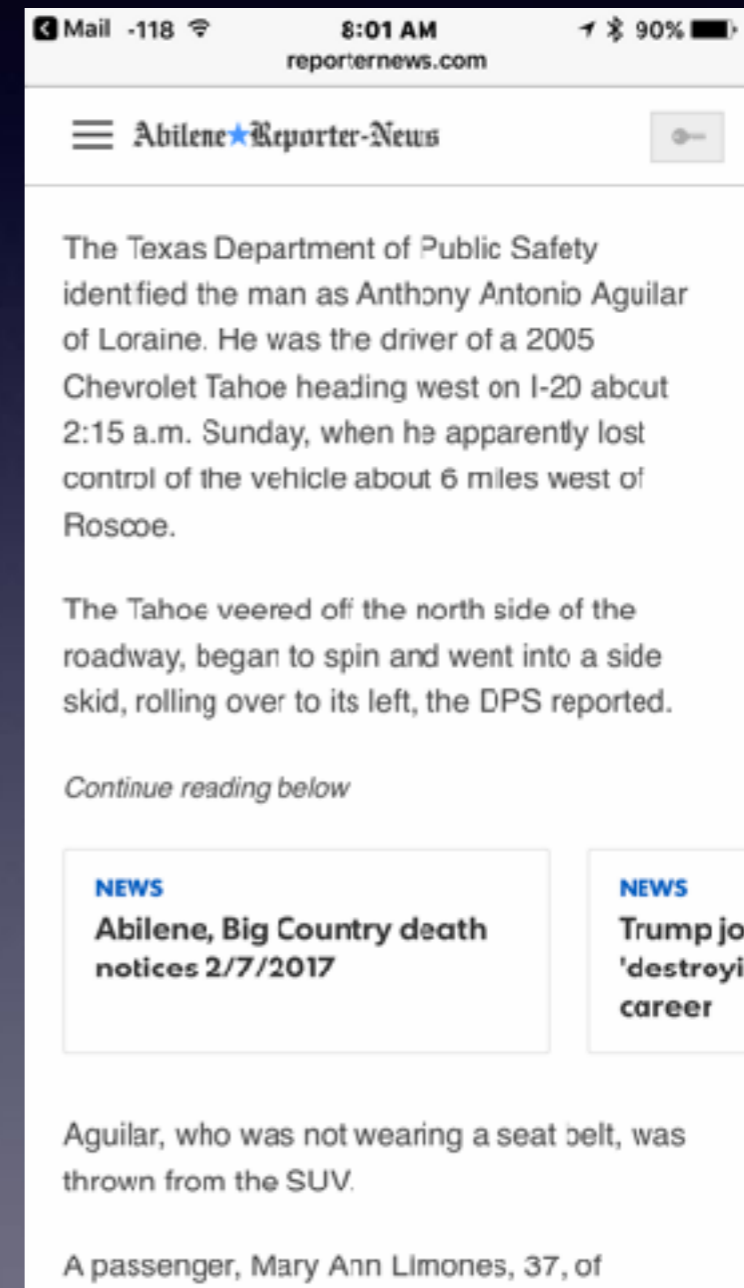 Mail -118 8:01 AM 90%
reporternews.com
Abilene Reporter-News
The Texas Department of Public Safety
identified the man as Anthony Antonio Aguilar
of Loraine. He was the driver of a 2005
Chevrolet Tahoe heading west on I-20 about
2:15 a.m. Sunday, when he apparently lost
control of the vehicle about 6 miles west of
Roscoe.
The Tahoe veered off the north side of the
roadway, began to spin and went into a side
skid, rolling over to its left, the DPS reported.
Continue reading below
NEWS
Abilene, Big Country death
notices 2/7/2017
NEWS
Trump jo
'destroyi
career
Aguilar, who was not wearing a seat belt, was
thrown from the SUV.
A passenger, Mary Ann Limones, 37, of